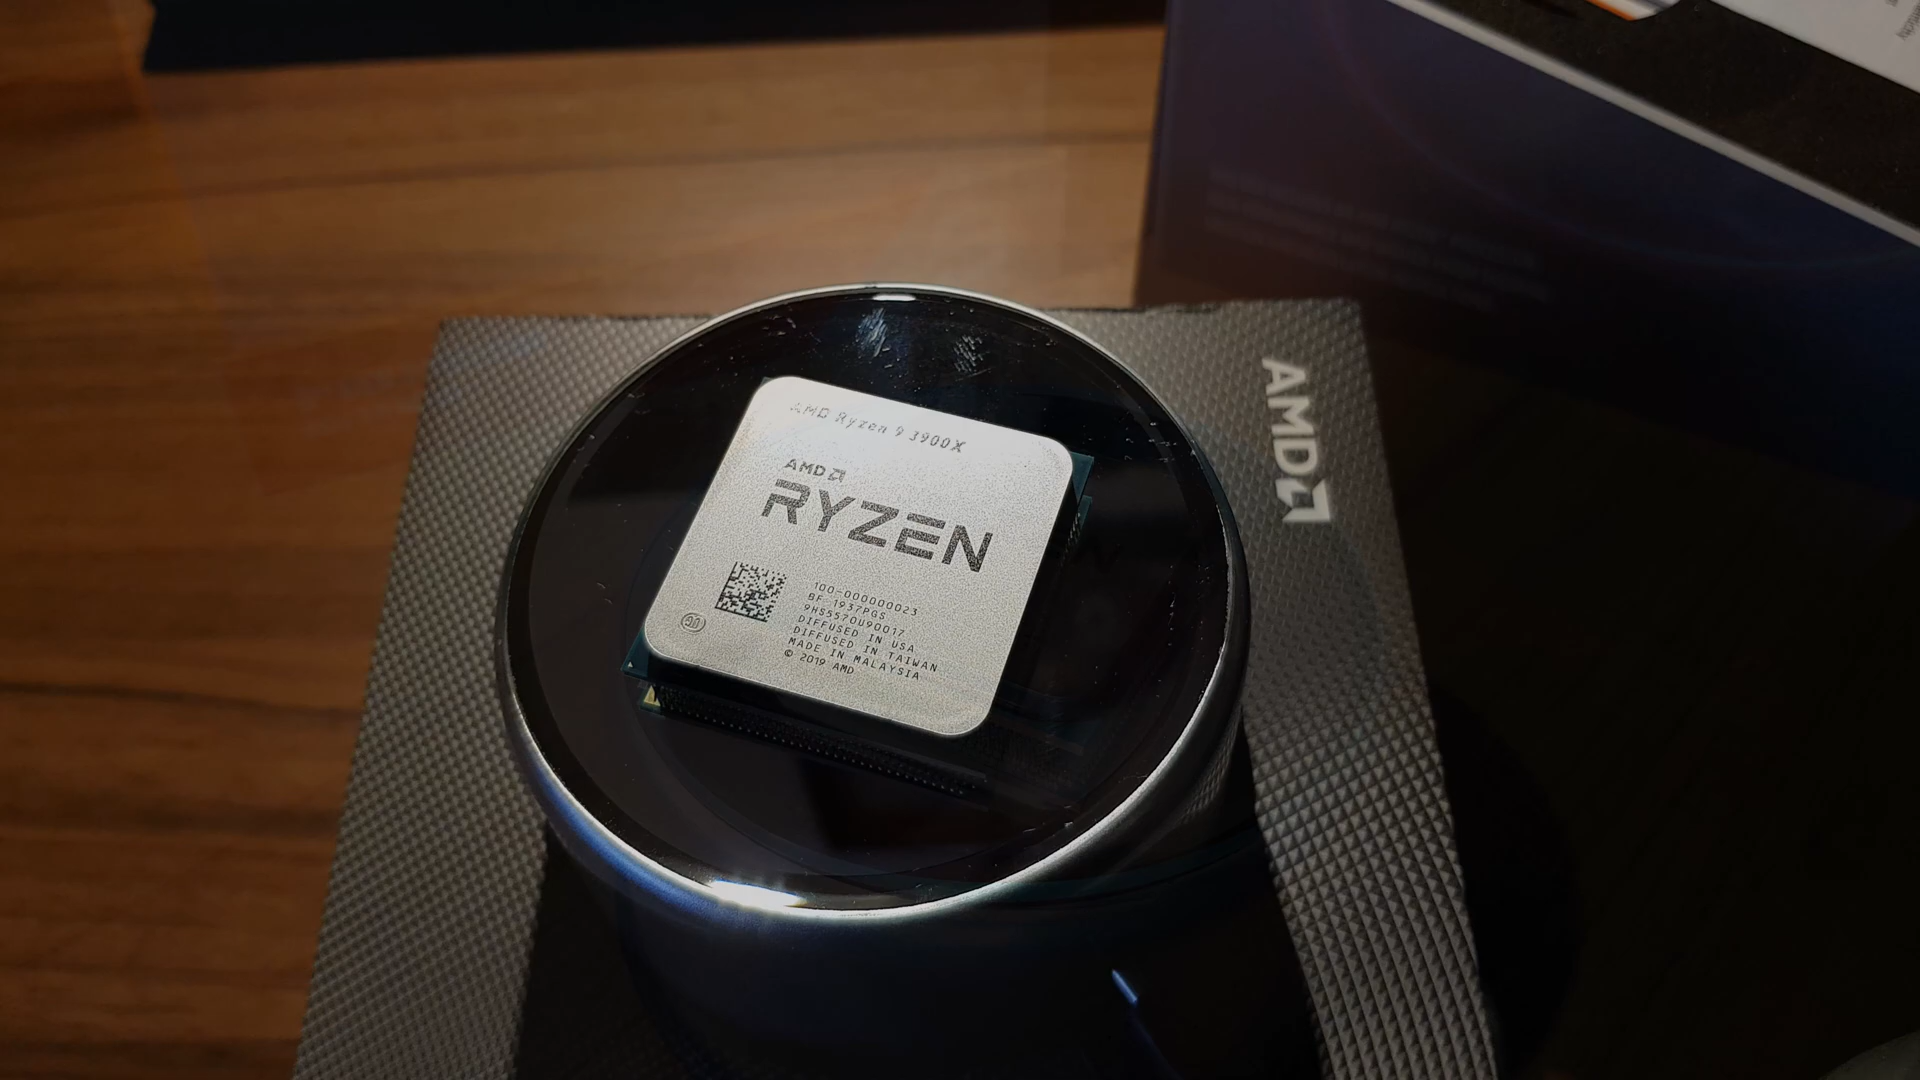 AMD Ryzen 9 3900X
AMD
RYZEN
100-000000023
BF 1937PGS
9HS5570U90017
DIFFUSED IN USA
DIFFUSED IN TAIWAN
MADE IN MALAYSIA
© 2019 AMD
AMD